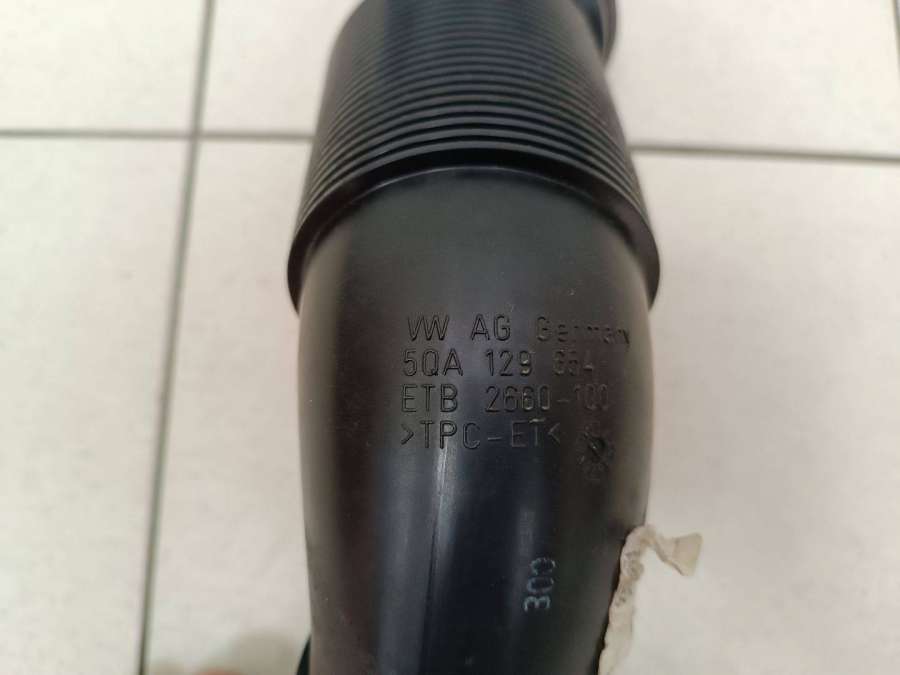 VW AG Germany
5QA 129 654
ETB 2660-100
>TPC-ET<
300